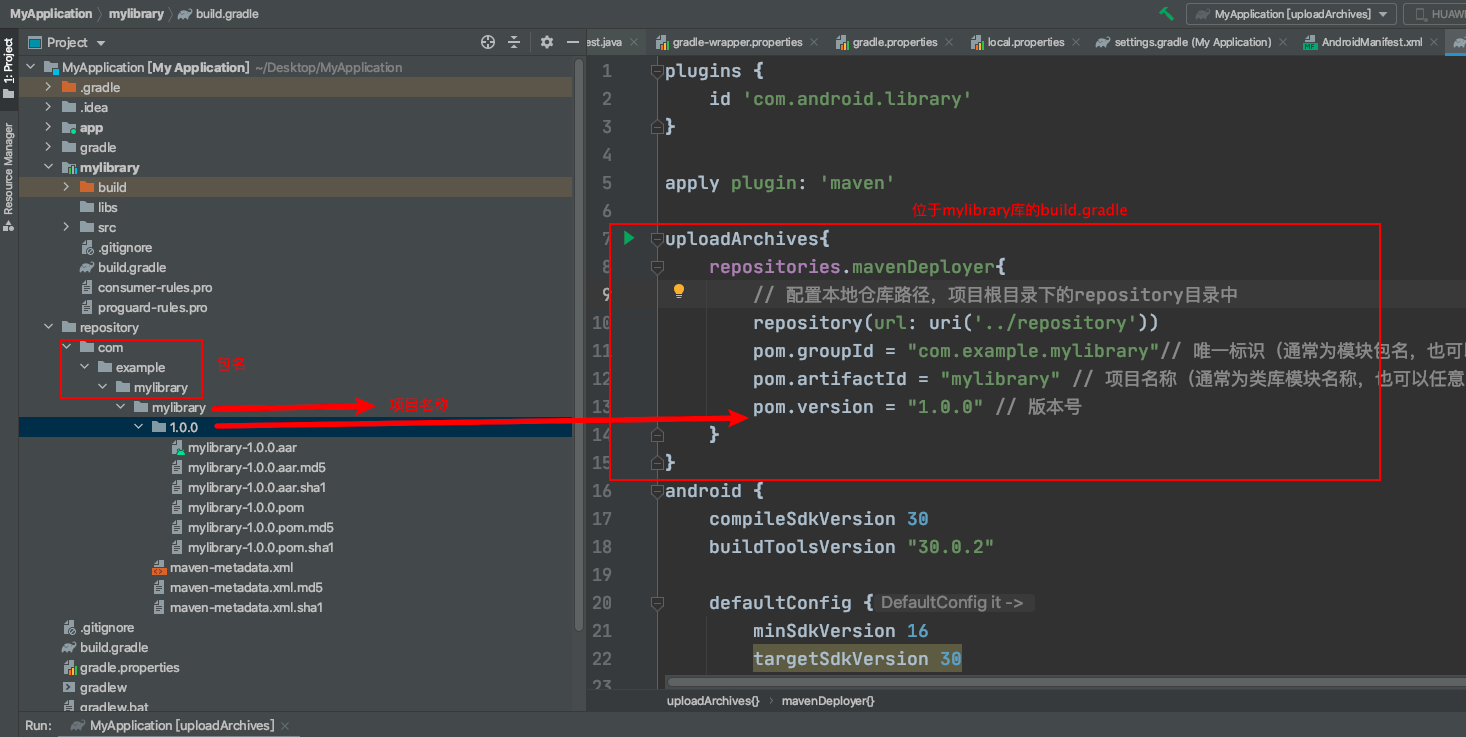 MyApplication mylibrary build.gradle
MyApplication [uploadArchives]
HUAWE
Project
est.java gradle-wrapper.properties gradle.properties local.properties settings.gradle (My Application) AndroidManifest.xml
1: Project
Resource Manager
MyApplication [My Application] ~/Desktop/MyApplication
.gradle
.idea
app
gradle
mylibrary
build
libs
src
.gitignore
build.gradle
consumer-rules.pro
proguard-rules.pro
repository
com
example
mylibrary
包名
mylibrary
项目名称
1.0.0
mylibrary-1.0.0.aar
mylibrary-1.0.0.aar.md5
mylibrary-1.0.0.aar.sha1
mylibrary-1.0.0.pom
mylibrary-1.0.0.pom.md5
mylibrary-1.0.0.pom.sha1
maven-metadata.xml
maven-metadata.xml.md5
maven-metadata.xml.sha1
.gitignore
build.gradle
gradle.properties
gradlew
gradlew.bat
1 plugins {
2 id 'com.android.library'
3 }
4
5 apply plugin: 'maven'
6
位于mylibrary库的build.gradle
7 uploadArchives{
8 repositories.mavenDeployer{
9 // 配置本地仓库路径，项目根目录下的repository目录中
10 repository(url: uri('../repository'))
11 pom.groupId = "com.example.mylibrary"// 唯一标识（通常为模块包名，也可以
12 pom.artifactId = "mylibrary" // 项目名称（通常为类库模块名称，也可以任意
13 pom.version = "1.0.0" // 版本号
14 }
15 }
16 android {
17 compileSdkVersion 30
18 buildToolsVersion "30.0.2"
19
20 defaultConfig { DefaultConfig it ->
21 minSdkVersion 16
22 targetSdkVersion 30
23
uploadArchives{} mavenDeployer{}
Run: MyApplication [uploadArchives]